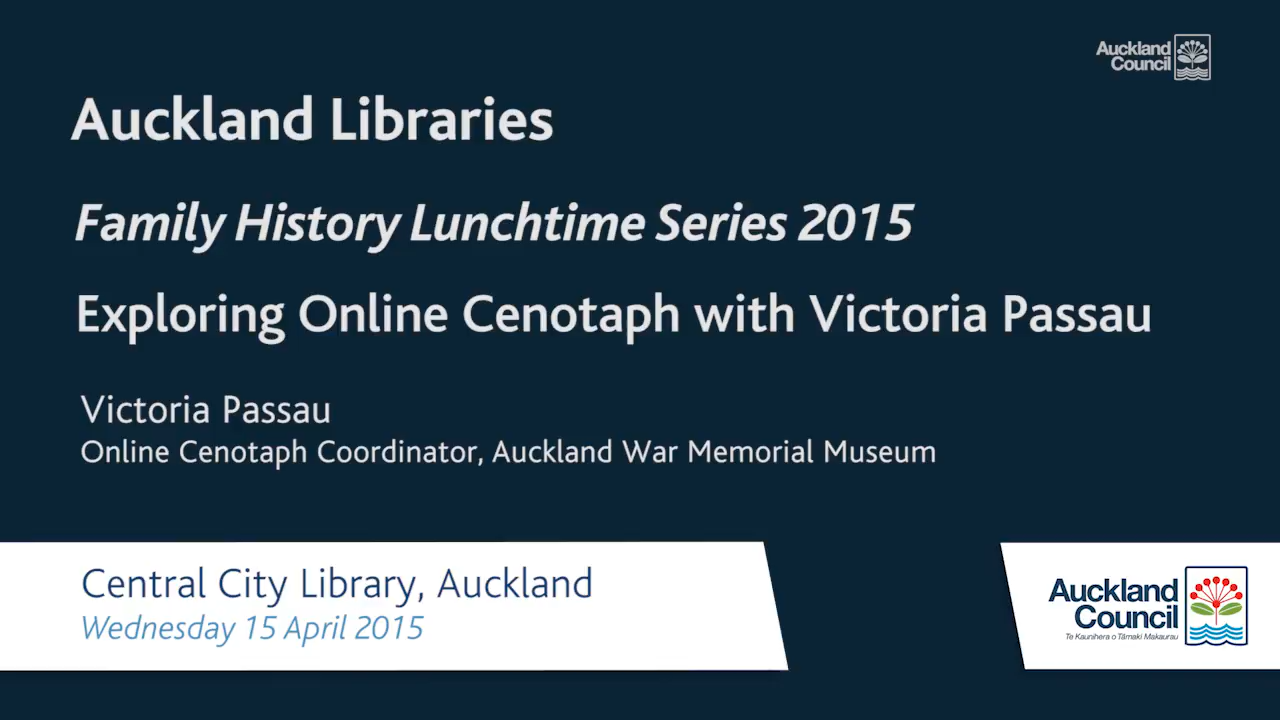 Auckland
Council
Auckland Libraries
Family History Lunchtime Series 2015
Exploring Online Cenotaph with Victoria Passau
Victoria Passau
Online Cenotaph Coordinator, Auckland War Memorial Museum
Central City Library, Auckland
Wednesday 15 April 2015
Auckland
Council
Te Kaunihera o Tāmaki Makaurau